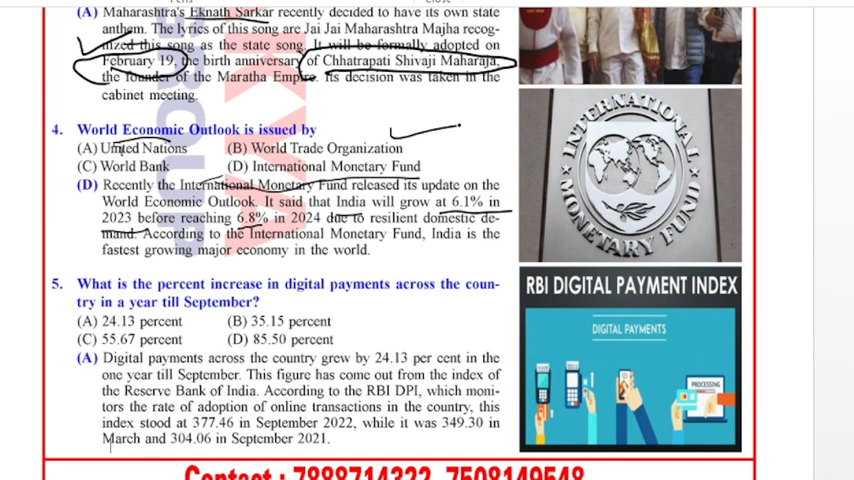 (A) Maharashtra's Eknath Sarkar recently decided to have its own state
anthem. The lyrics of this song are Jai Jai Maharashtra Majha recog-
nized this song as the state song. It will be formally adopted on
February 19, the birth anniversary of Chhatrapati Shivaji Maharaja,
the founder of the Maratha Empire. Its decision was taken in the
cabinet meeting.
4. World Economic Outlook is issued by
(A) United Nations (B) World Trade Organization
(C) World Bank (D) International Monetary Fund
(D) Recently the International Monetary Fund released its update on the
World Economic Outlook. It said that India will grow at 6.1% in
2023 before reaching 6.8% in 2024 due to resilient domestic de-
mand. According to the International Monetary Fund, India is the
fastest growing major economy in the world.
INTERNATIONAL
MONETARY FUND
5. What is the percent increase in digital payments across the coun-
try in a year till September?
(A) 24.13 percent (B) 35.15 percent
(C) 55.67 percent (D) 85.50 percent
(A) Digital payments across the country grew by 24.13 per cent in the
one year till September. This figure has come out from the index of
the Reserve Bank of India. According to the RBI DPI, which moni-
tors the rate of adoption of online transactions in the country, this
index stood at 377.46 in September 2022, while it was 349.30 in
March and 304.06 in September 2021.
RBI DIGITAL PAYMENT INDEX
DIGITAL PAYMENTS
PROCESSING
Contact : 7888714322, 7508149548